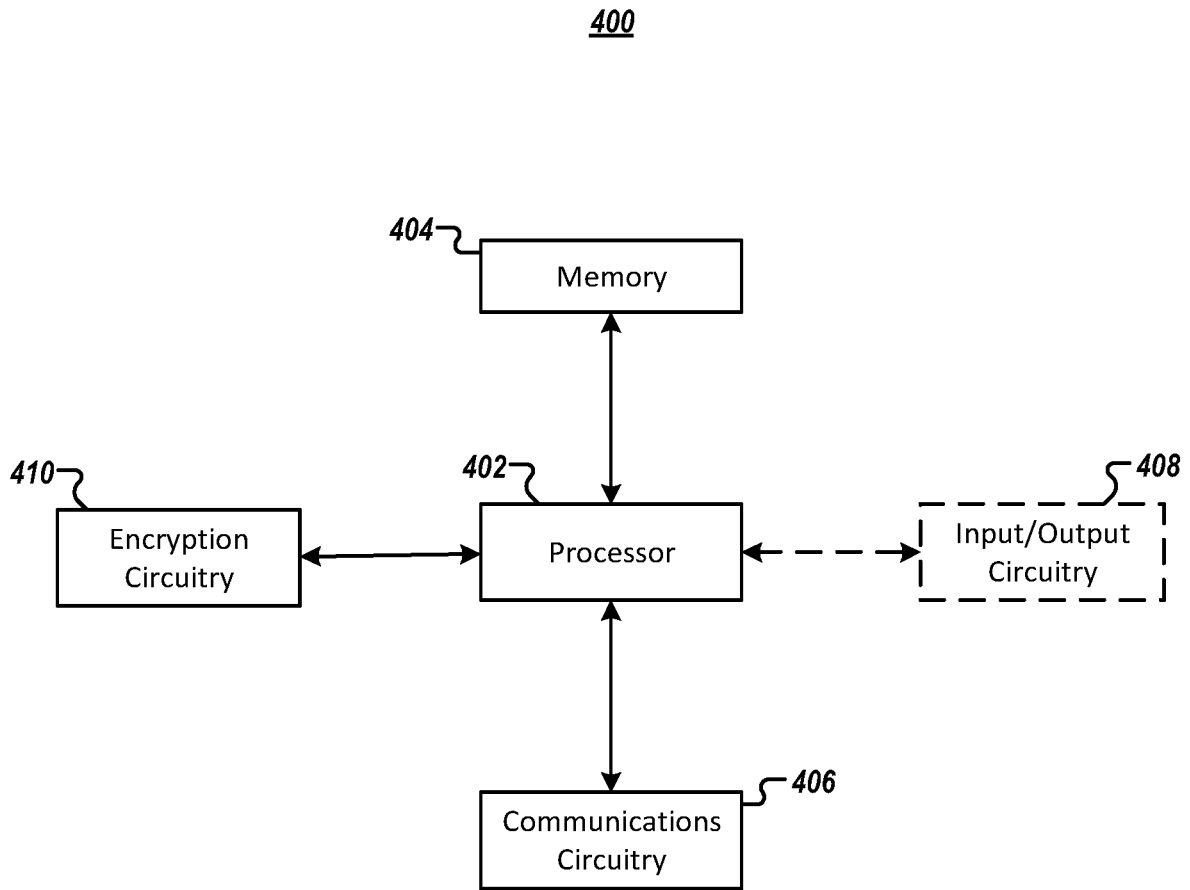 400
404
Memory
410
402
408
Encryption
Circuitry
Processor
Input/Output
Circuitry
406
Communications
Circuitry